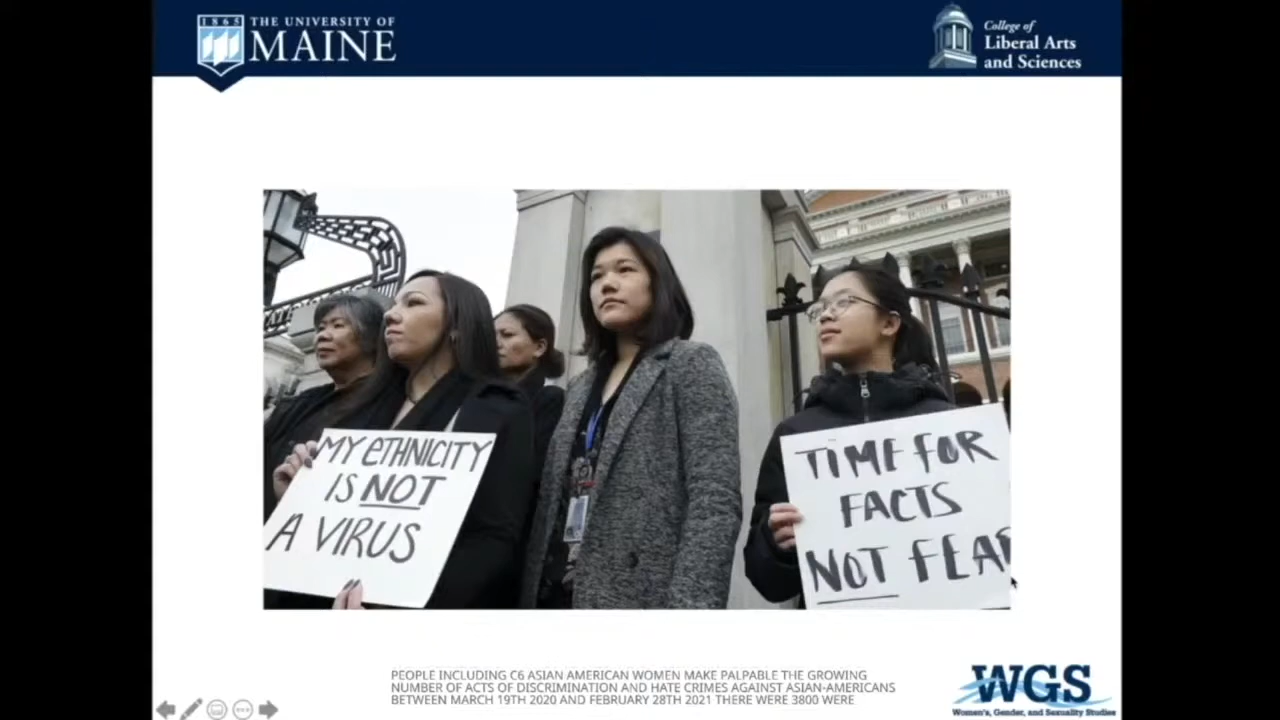 1865
THE UNIVERSITY OF
MAINE
College of
Liberal Arts
and Sciences
MY ETHNICITY
IS NOT
A VIRUS
TIME FOR
FACTS
NOT FEAR
PEOPLE INCLUDING C6 ASIAN AMERICAN WOMEN MAKE PALPABLE THE GROWING
NUMBER OF ACTS OF DISCRIMINATION AND HATE CRIMES AGAINST ASIAN-AMERICANS
BETWEEN MARCH 19TH 2020 AND FEBRUARY 28TH 2021 THERE WERE 3800 WERE
WGS
Women's, Gender, and Sexuality Studies